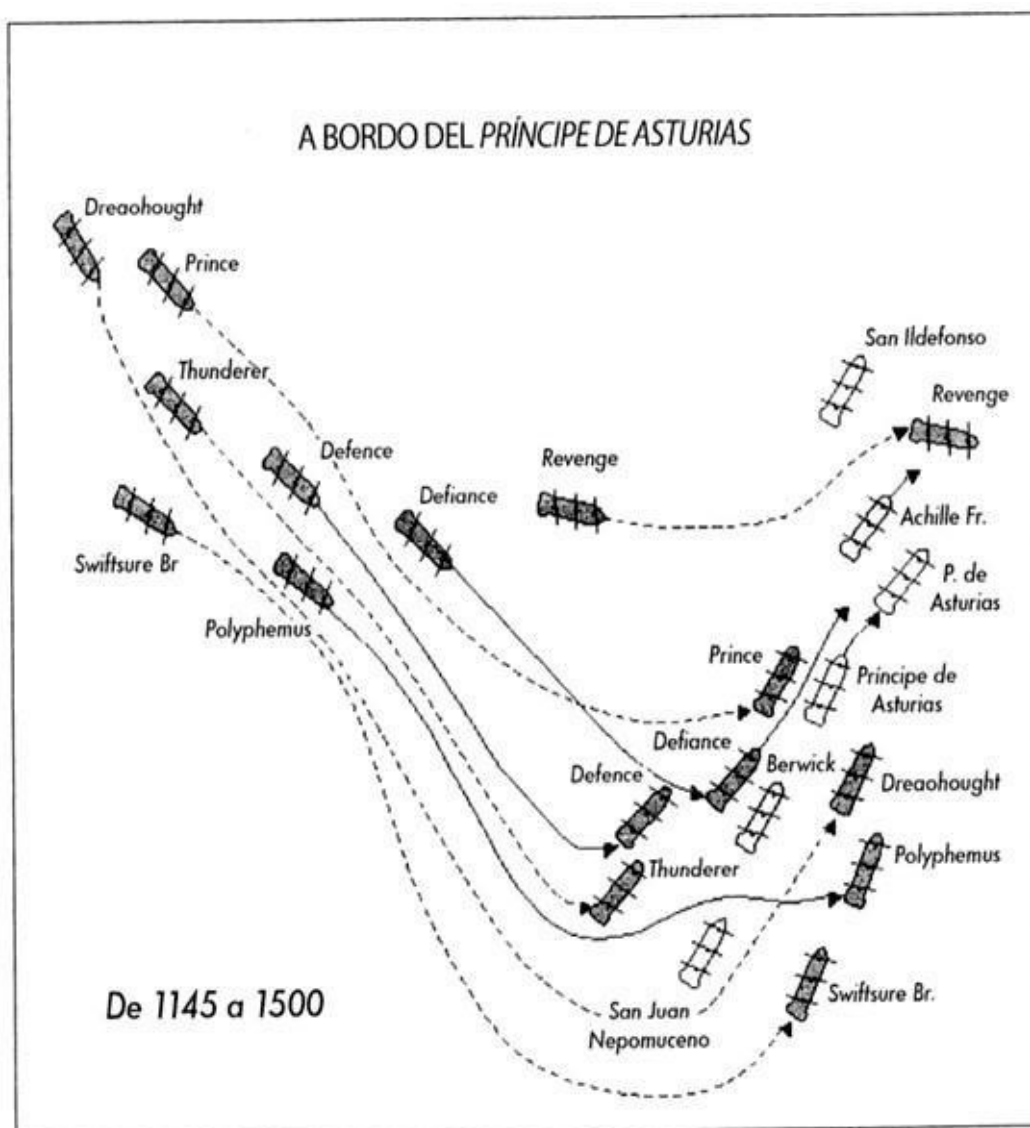 A BORDO DEL PRÍNCIPE DE ASTURIAS
Dreaohought
Prince
Thunderer
San Ildefonso
Revenge
Defence
Revenge
Defiance
Achille Fr.
Swiftsure Br
P. de
Asturias
Polyphemus
Prince
Príncipe de
Asturias
Defiance
Berwick
Defence
Dreaohought
Polyphemus
Thunderer
De 1145 a 1500
San Juan
Nepomuceno
Swiftsure Br.